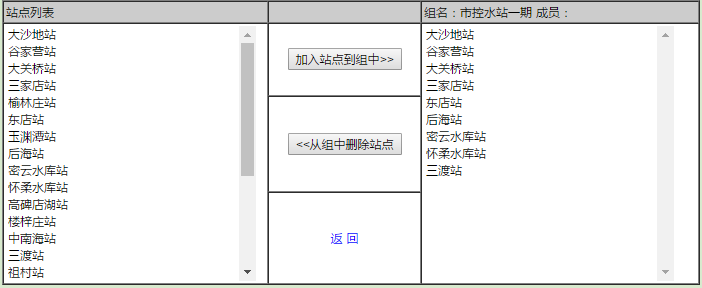 站点列表
组名：市控水站一期 成员：
大沙地站
谷家营站
大关桥站
三家店站
榆林庄站
东店站
玉渊潭站
后海站
密云水库站
怀柔水库站
高碑店湖站
楼梓庄站
中南海站
三渡站
祖村站
加入站点到组中>>
<<从组中删除站点
返 回
大沙地站
谷家营站
大关桥站
三家店站
东店站
后海站
密云水库站
怀柔水库站
三渡站